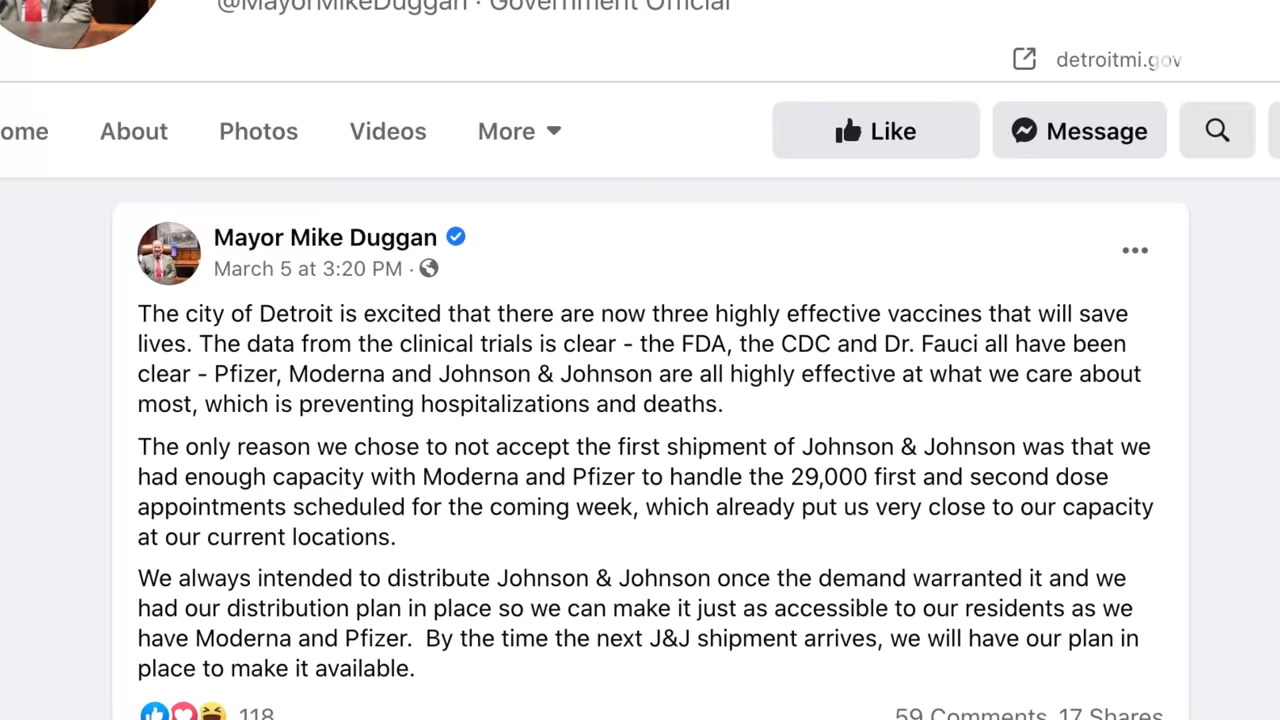 @MayorMikeDuggan · Government Official
detroitmi.gov
ome About Photos Videos More Like Message
Mayor Mike Duggan
March 5 at 3:20 PM ·
The city of Detroit is excited that there are now three highly effective vaccines that will save
lives. The data from the clinical trials is clear - the FDA, the CDC and Dr. Fauci all have been
clear - Pfizer, Moderna and Johnson & Johnson are all highly effective at what we care about
most, which is preventing hospitalizations and deaths.
The only reason we chose to not accept the first shipment of Johnson & Johnson was that we
had enough capacity with Moderna and Pfizer to handle the 29,000 first and second dose
appointments scheduled for the coming week, which already put us very close to our capacity
at our current locations.
We always intended to distribute Johnson & Johnson once the demand warranted it and we
had our distribution plan in place so we can make it just as accessible to our residents as we
have Moderna and Pfizer.  By the time the next J&J shipment arrives, we will have our plan in
place to make it available.
118 59 Comments 17 Shares